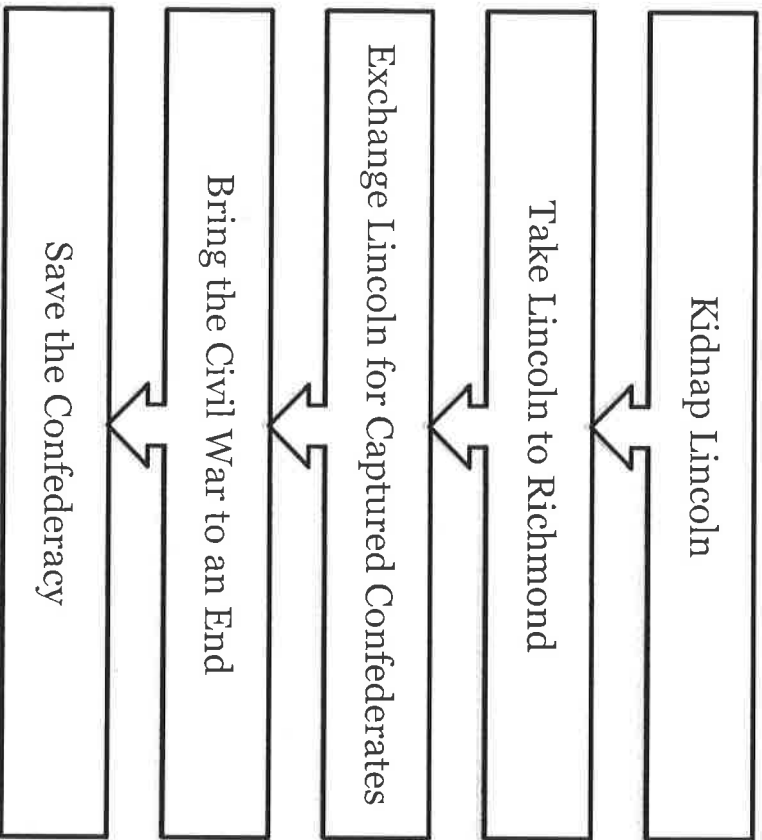 Kidnap Lincoln
Take Lincoln to Richmond
Exchange Lincoln for Captured Confederates
Bring the Civil War to an End
Save the Confederacy